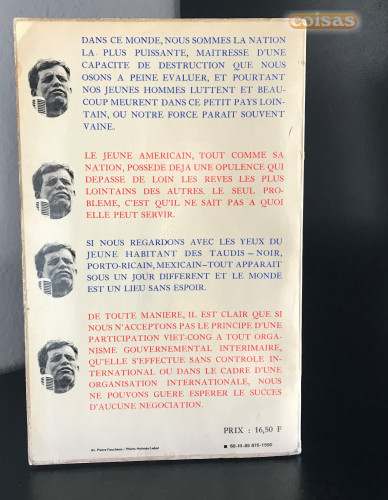 coisas
DANS CE MONDE, NOUS SOMMES LA NATION
LA PLUS PUISSANTE, MAITRESSE D'UNE
CAPACITE DE DESTRUCTION QUE NOUS
OSONS A PEINE EVALUER, ET POURTANT
NOS JEUNES HOMMES LUTTENT ET BEAU-
COUP MEURENT DANS CE PETIT PAYS LOIN-
TAIN, OU NOTRE FORCE PARAIT SOUVENT
VAINE.
LE JEUNE AMERICAIN, TOUT COMME SA
NATION, POSSEDE DEJA UNE OPULENCE QUI
DEPASSE DE LOIN LES REVES LES PLUS
LOINTAINS DES AUTRES. LE SEUL PRO-
BLEME, C'EST QU'IL NE SAIT PAS A QUOI
ELLE PEUT SERVIR.
SI NOUS REGARDONS AVEC LES YEUX DU
JEUNE HABITANT DES TAUDIS – NOIR,
PORTO-RICAIN, MEXICAIN – TOUT APPARAIT
SOUS UN JOUR DIFFERENT ET LE MONDE
EST UN LIEU SANS ESPOIR.
DE TOUTE MANIERE, IL EST CLAIR QUE SI
NOUS N'ACCEPTONS PAS LE PRINCIPE D'UNE
PARTICIPATION VIET-CONG A TOUT ORGA-
NISME GOUVERNEMENTAL INTERIMAIRE,
QU'ELLE S'EFFECTUE SANS CONTROLE IN-
TERNATIONAL OU DANS LE CADRE D'UNE
ORGANISATION INTERNATIONALE, NOUS
NE POUVONS GUERE ESPERER LE SUCCES
D'AUCUNE NEGOCIATION.
PRIX : 16,50 F
Pierre Faucheux / Photo